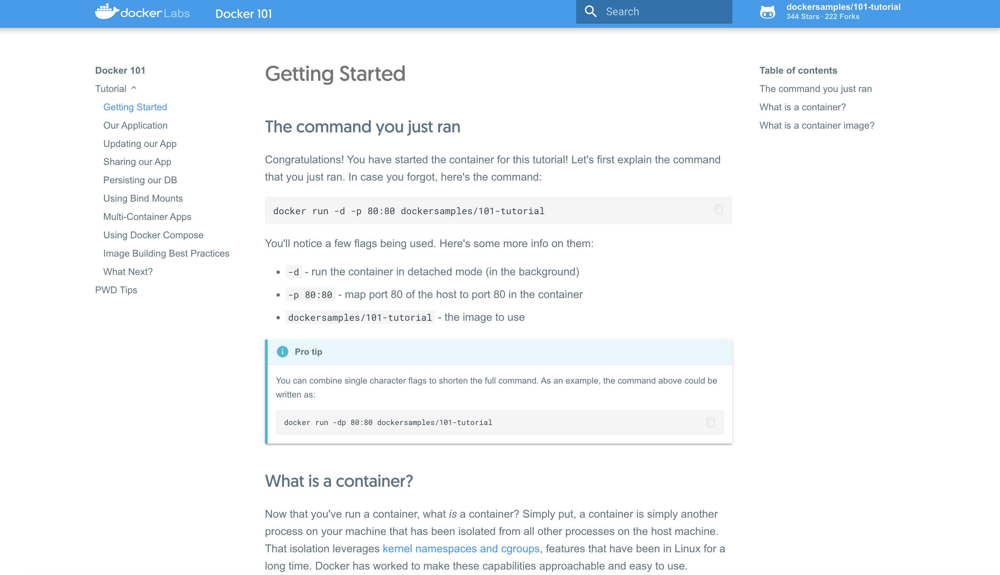 docker Labs
Docker 101
Search
dockersamples/101-tutorial
344 Stars · 222 Forks
Docker 101
Tutorial
Getting Started
Our Application
Updating our App
Sharing our App
Persisting our DB
Using Bind Mounts
Multi-Container Apps
Using Docker Compose
Image Building Best Practices
What Next?
PWD Tips
Getting Started
The command you just ran
Congratulations! You have started the container for this tutorial! Let's first explain the command
that you just ran. In case you forgot, here's the command:
docker run -d -p 80:80 dockersamples/101-tutorial
You'll notice a few flags being used. Here's some more info on them:
• -d - run the container in detached mode (in the background)
• -p 80:80 - map port 80 of the host to port 80 in the container
• dockersamples/101-tutorial - the image to use
Pro tip
You can combine single character flags to shorten the full command. As an example, the command above could be
written as:
docker run -dp 80:80 dockersamples/101-tutorial
What is a container?
Now that you've run a container, what is a container? Simply put, a container is simply another
process on your machine that has been isolated from all other processes on the host machine.
That isolation leverages kernel namespaces and cgroups, features that have been in Linux for a
long time. Docker has worked to make these capabilities approachable and easy to use.
Table of contents
The command you just ran
What is a container?
What is a container image?